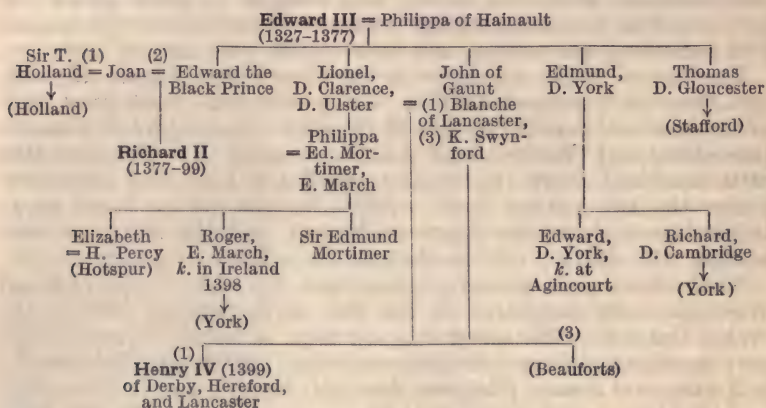 Edward III = Philippa of Hainault
(1327–1377)
Sir T. (1) (2)
Holland = Joan = Edward the Black Prince
(Holland)
Richard II
(1377–99)
Lionel,
D. Clarence,
D. Ulster
Philippa
= Ed. Mor-
timer,
E. March
John of
Gaunt
= (1) Blanche
of Lancaster,
(3) K. Swyn-
ford
Edmund,
D. York
Thomas
D. Gloucester
(Stafford)
Elizabeth
= H. Percy
(Hotspur)
Roger,
E. March,
k. in Ireland
1398
(York)
Sir Edmund
Mortimer
Edward,
D. York,
k. at
Agincourt
Richard,
D. Cambridge
(York)
(1)
Henry IV (1399)
of Derby, Hereford,
and Lancaster
(3)
(Beauforts)